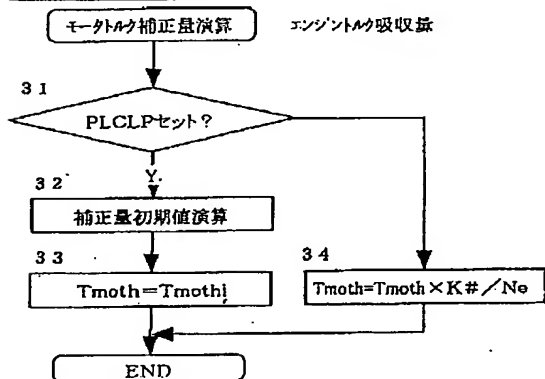 モータトルク補正量演算
エンジントルク吸収量
31
PLCLPセット?
Y.
32
補正量初期値演算
33
Tmoth=Tmothi
34
Tmoth=Tmoth×K#/Ne
END